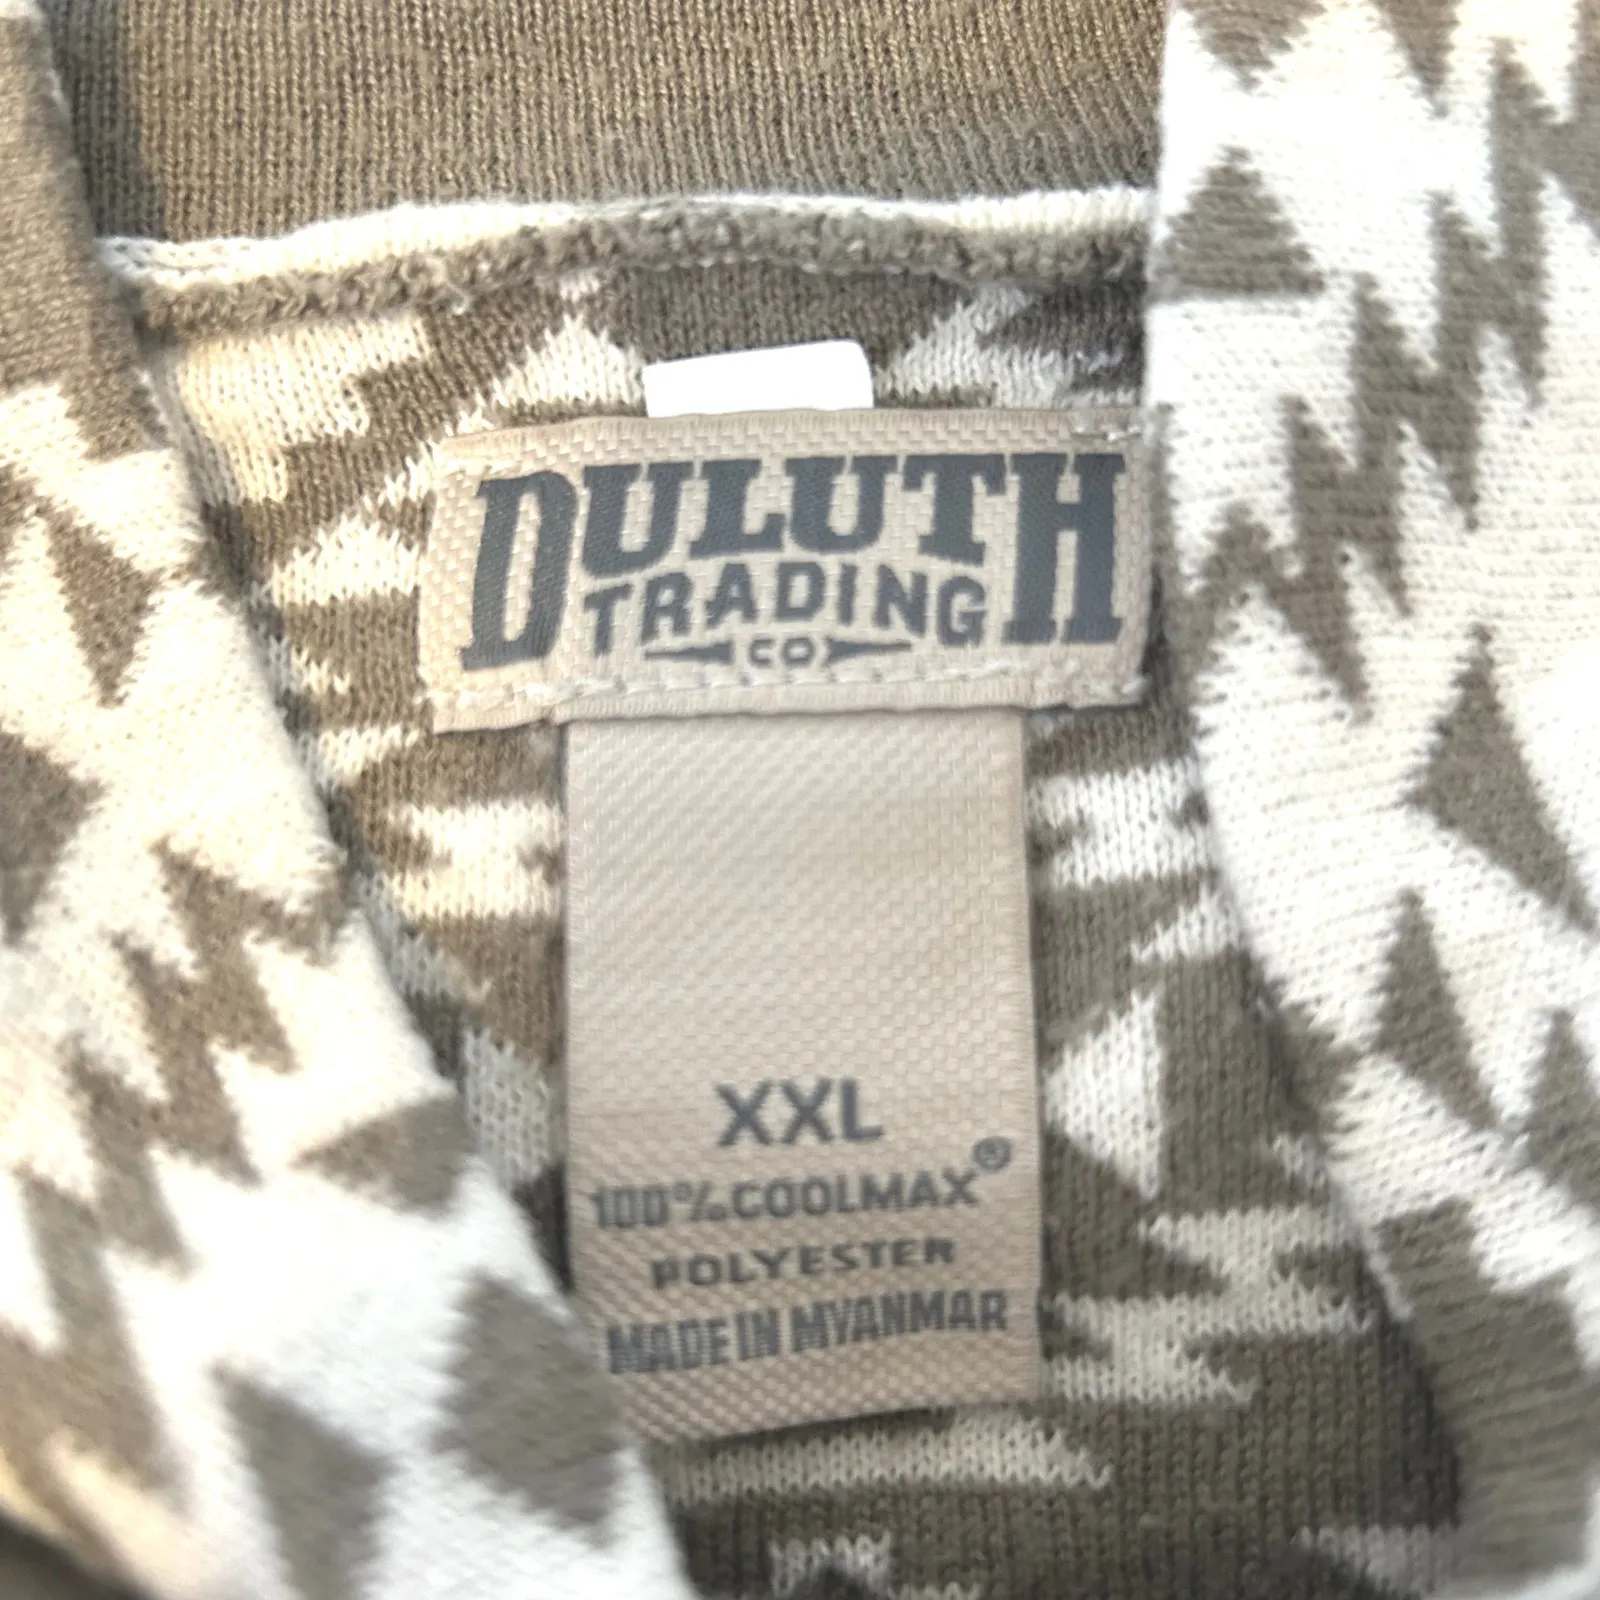 DULUTH
TRADING
CO
XXL
100% COOLMAX®
POLYESTER
MADE IN MYANMAR